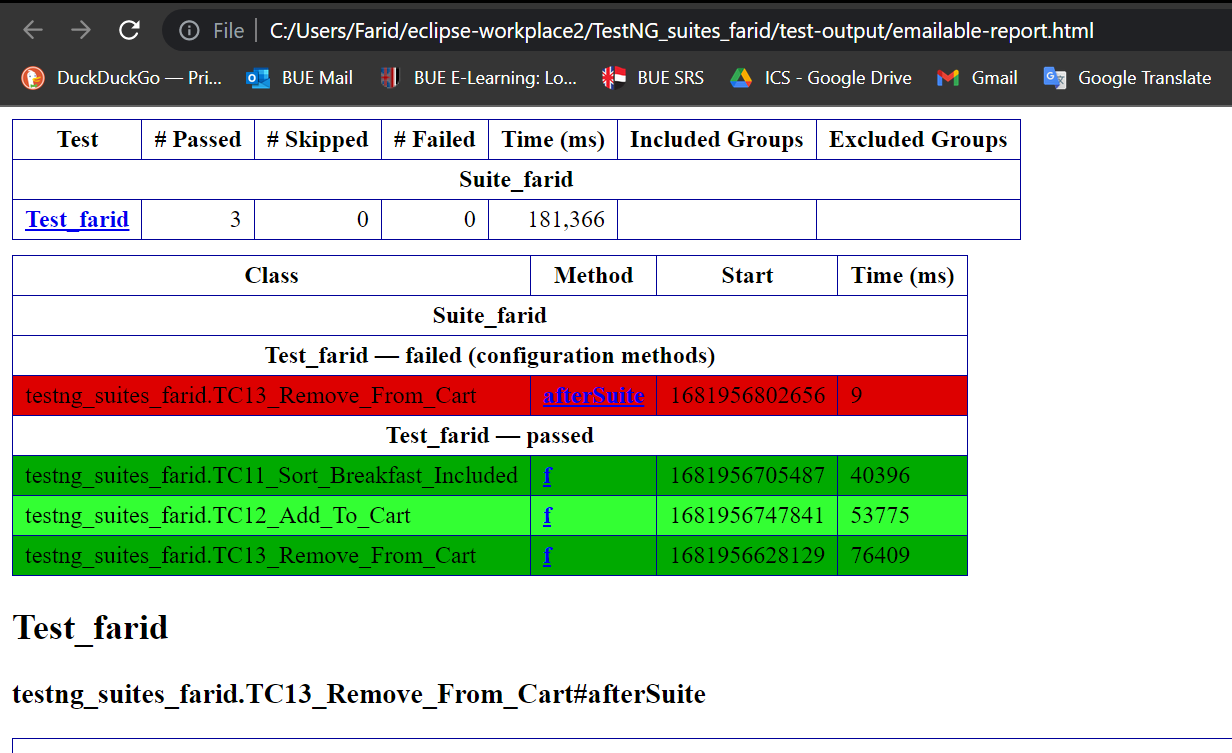 File C:/Users/Farid/eclipse-workplace2/TestNG_suites_farid/test-output/emailable-report.html
DuckDuckGo — Pri... BUE Mail BUE E-Learning: Lo... BUE SRS ICS - Google Drive Gmail Google Translate
Test # Passed # Skipped # Failed Time (ms) Included Groups Excluded Groups
Suite_farid
Test_farid 3 0 0 181,366
Class Method Start Time (ms)
Suite_farid
Test_farid — failed (configuration methods)
testng_suites_farid.TC13_Remove_From_Cart afterSuite 1681956802656 9
Test_farid — passed
testng_suites_farid.TC11_Sort_Breakfast_Included f 1681956705487 40396
testng_suites_farid.TC12_Add_To_Cart f 1681956747841 53775
testng_suites_farid.TC13_Remove_From_Cart f 1681956628129 76409
Test_farid
testng_suites_farid.TC13_Remove_From_Cart#afterSuite